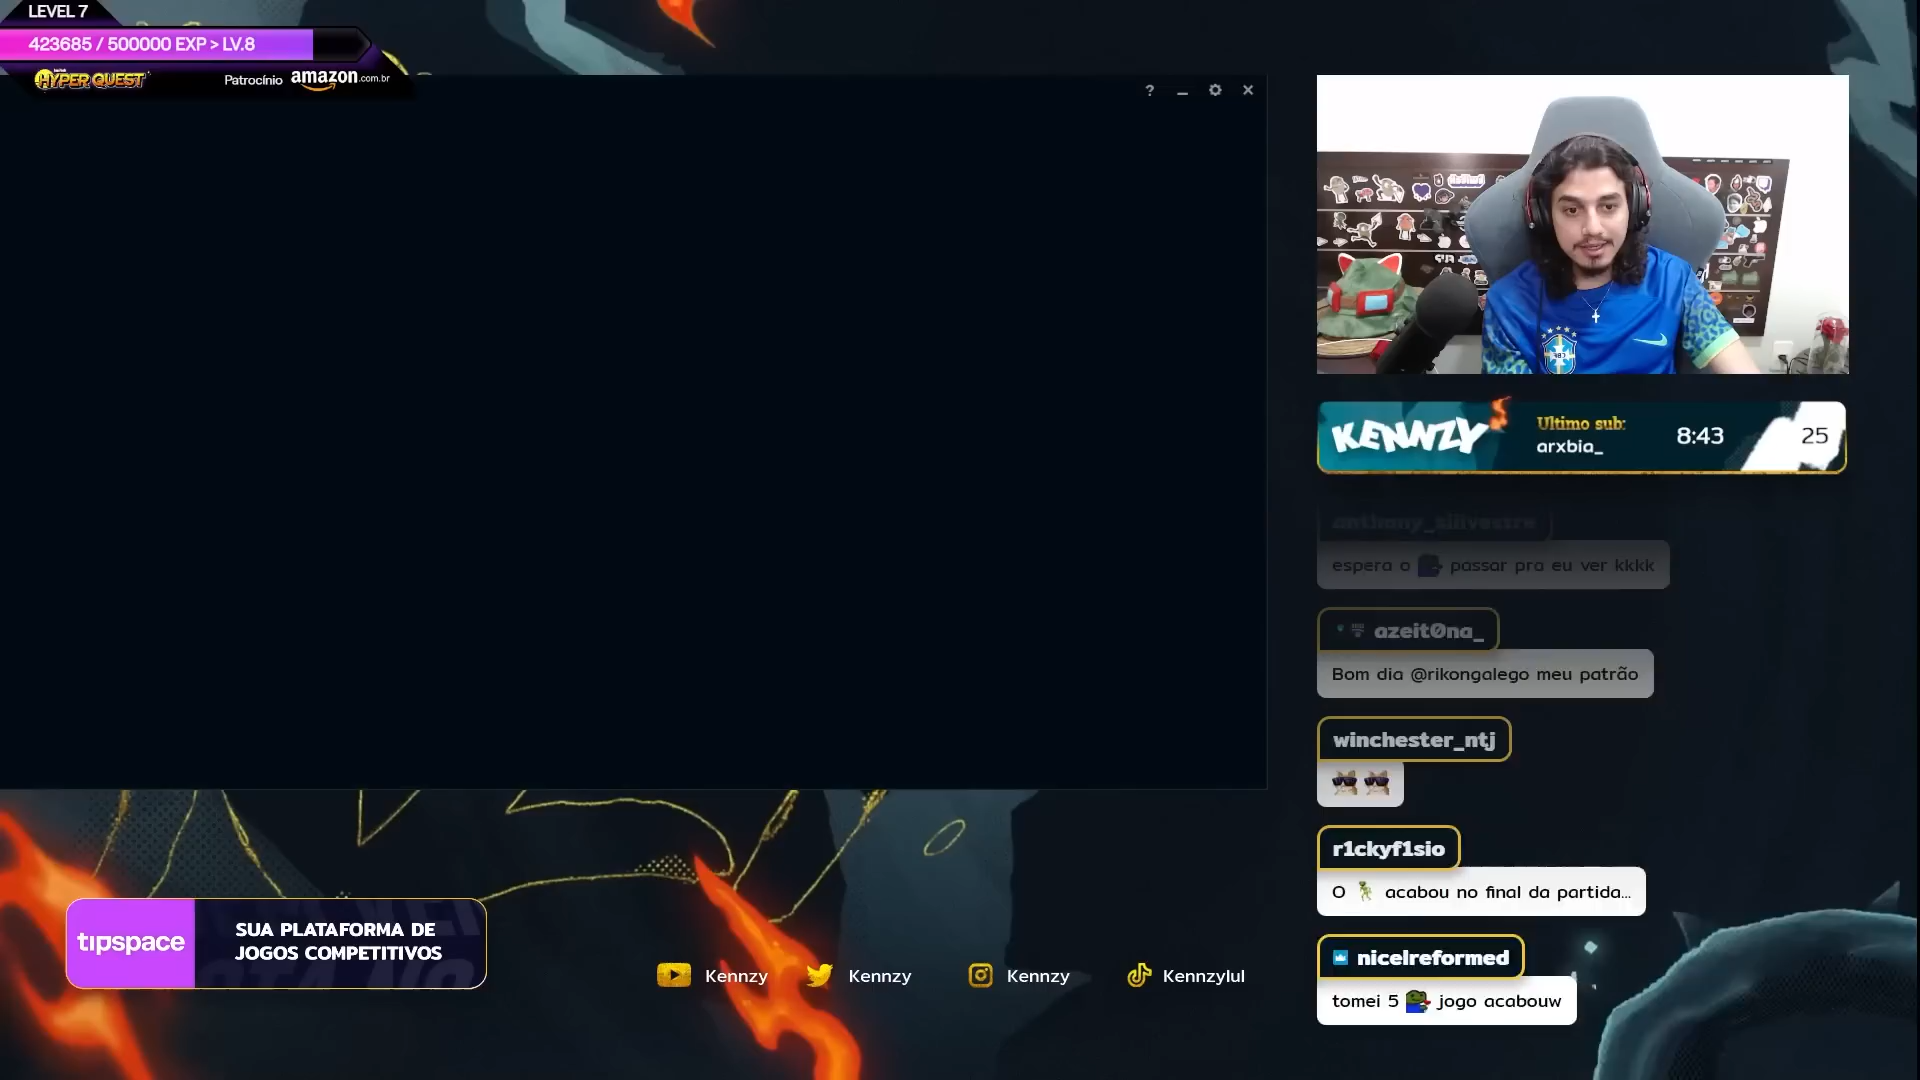 LEVEL 7
423685 / 500000 EXP > LV.8
HYPER QUEST
Patrocínio amazon.com.br
?
KENNZY
Ultimo sub:
arxbia_
8:43
25
anthony_sillvestre
espera o passar pra eu ver kkkk
azeit0na_
Bom dia @rikongalego meu patrão
winchester_ntj
r1ckyf1sio
O acabou no final da partida...
nicelreformed
tomei 5 jogo acabouw
tipspace
SUA PLATAFORMA DE
JOGOS COMPETITIVOS
Kennzy
Kennzy
Kennzy
Kennzylul